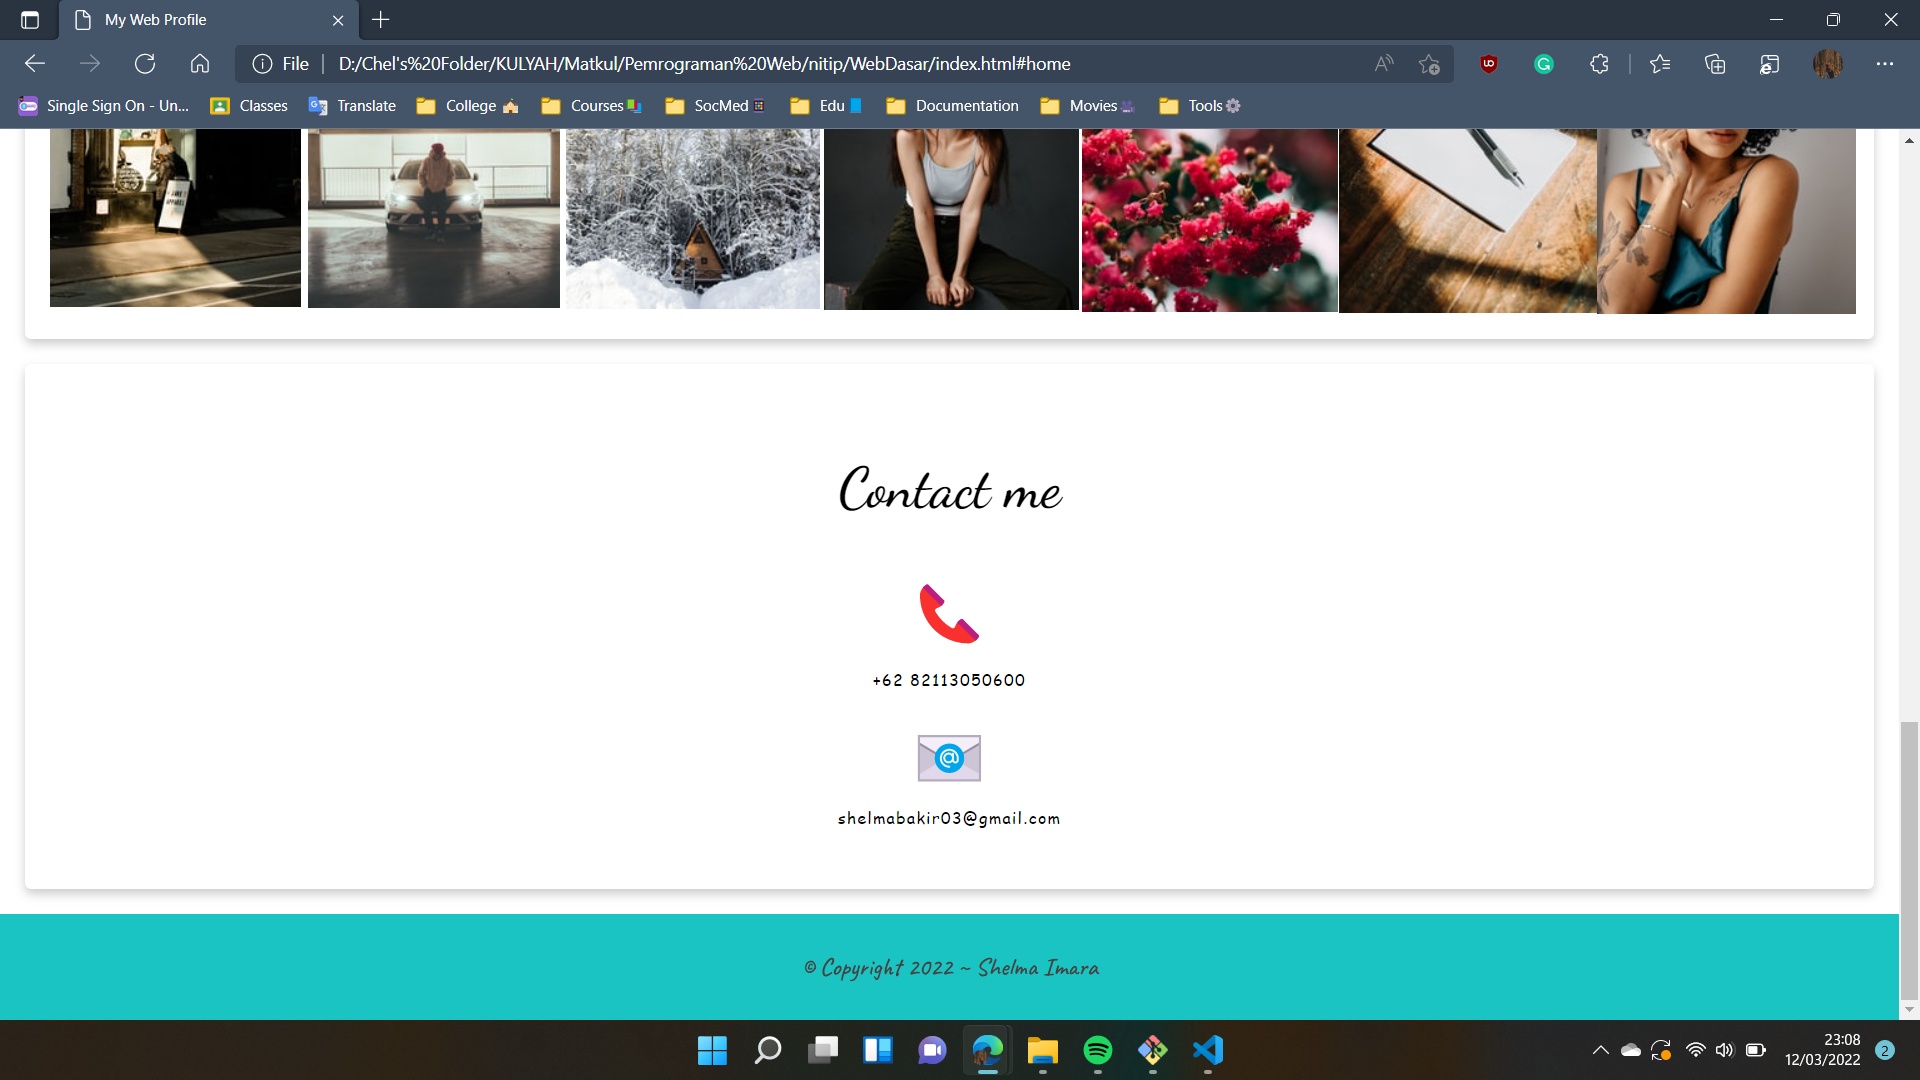 My Web Profile
File
D:/Chel's%20Folder/KULYAH/Matkul/Pemrograman%20Web/nitip/WebDasar/index.html#home
Single Sign On - Un...
Classes
Translate
College
Courses
SocMed
Edu
Documentation
Movies
Tools
Contact me
+62 82113050600
shelmabakir03@gmail.com
© Copyright 2022 ~ Shelma Imara
23:08
12/03/2022
2